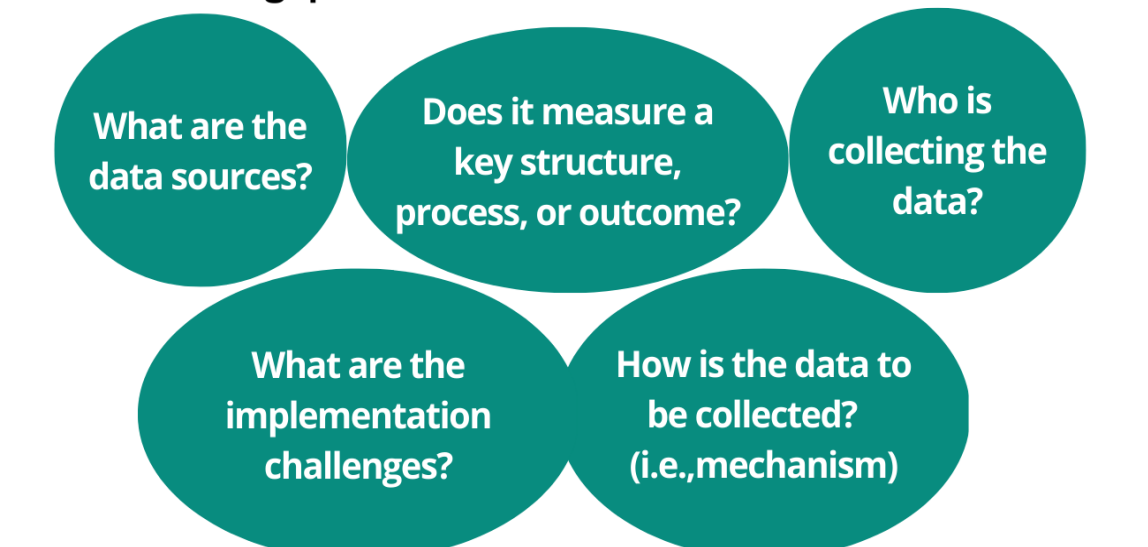 What are the
data sources?
Does it measure a
key structure,
process, or outcome?
Who is
collecting the
data?
What are the
implementation
challenges?
How is the data to
be collected?
(i.e.,mechanism)